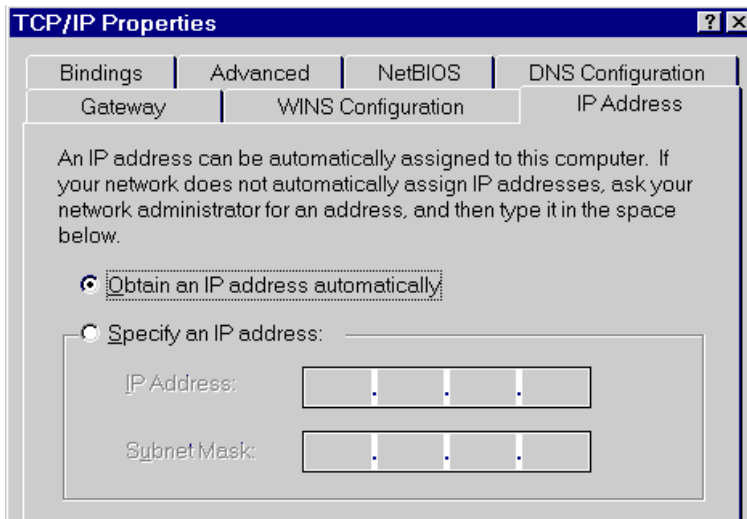 TCP/IP Properties
? ×
Bindings Advanced NetBIOS DNS Configuration
Gateway WINS Configuration IP Address
An IP address can be automatically assigned to this computer. If
your network does not automatically assign IP addresses, ask your
network administrator for an address, and then type it in the space
below.
Obtain an IP address automatically
Specify an IP address:
IP Address:
. . .
Subnet Mask:
. . .